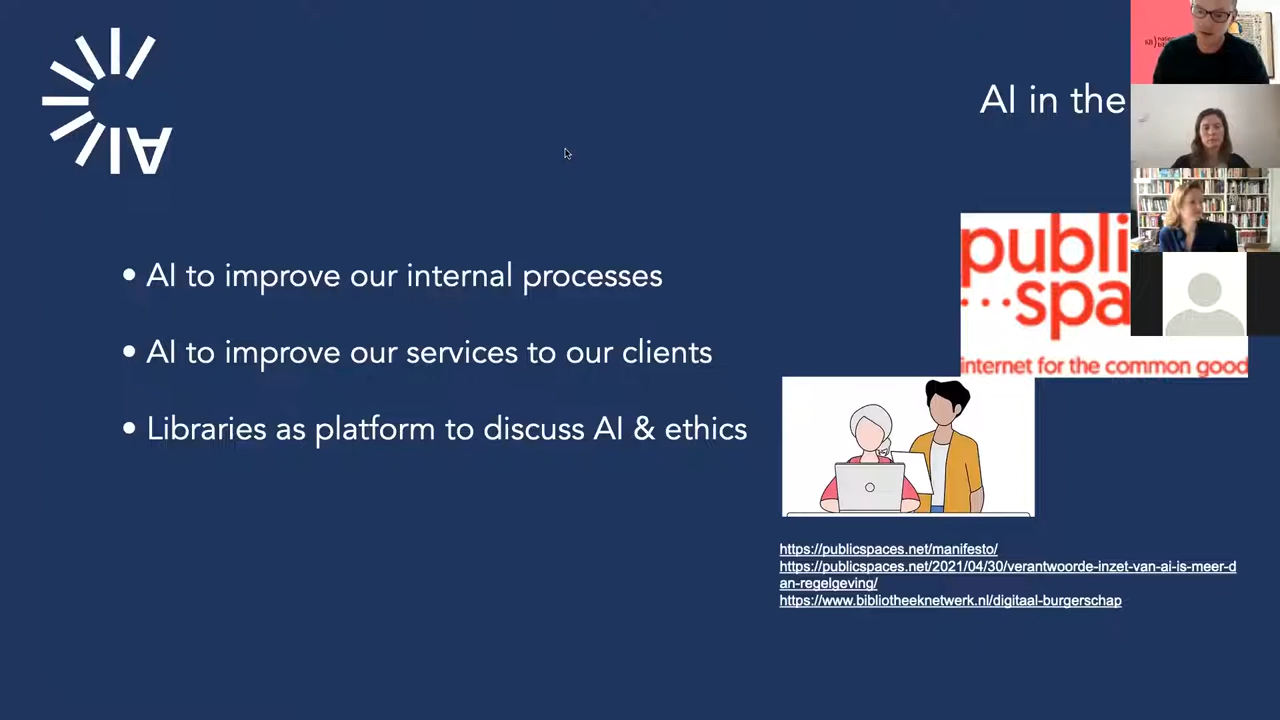 AI
AI in the
• AI to improve our internal processes
• AI to improve our services to our clients
• Libraries as platform to discuss AI & ethics
publi
...spa
internet for the common good
https://publicspaces.net/manifesto/
https://publicspaces.net/2021/04/30/verantwoorde-inzet-van-ai-is-meer-d
an-regelgeving/
https://www.bibliotheeknetwerk.nl/digitaal-burgerschap